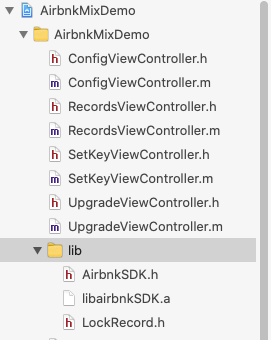 AirbnkMixDemo
AirbnkMixDemo
h ConfigViewController.h
m ConfigViewController.m
h RecordsViewController.h
m RecordsViewController.m
h SetKeyViewController.h
m SetKeyViewController.m
h UpgradeViewController.h
m UpgradeViewController.m
lib
h AirbnkSDK.h
libairbnkSDK.a
h LockRecord.h